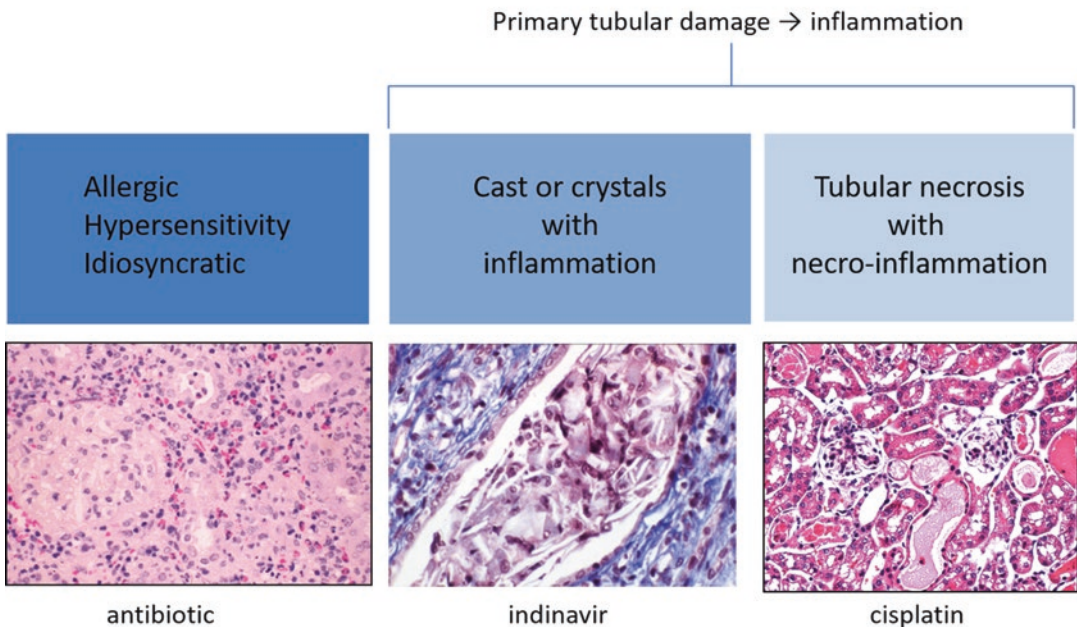 Primary tubular damage → inflammation
Allergic
Hypersensitivity
Idiosyncratic
Cast or crystals
with
inflammation
Tubular necrosis
with
necro-inflammation
antibiotic
indinavir
cisplatin